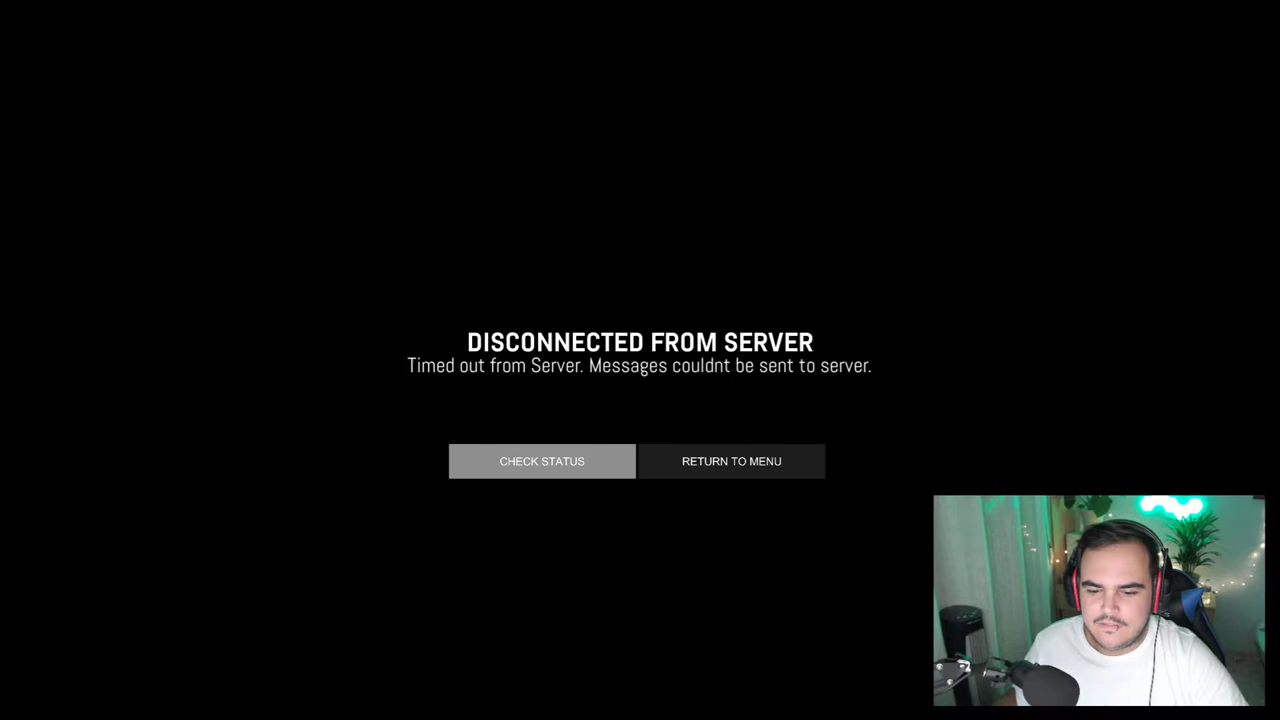 DISCONNECTED FROM SERVER
Timed out from Server. Messages couldnt be sent to server.
CHECK STATUS
RETURN TO MENU